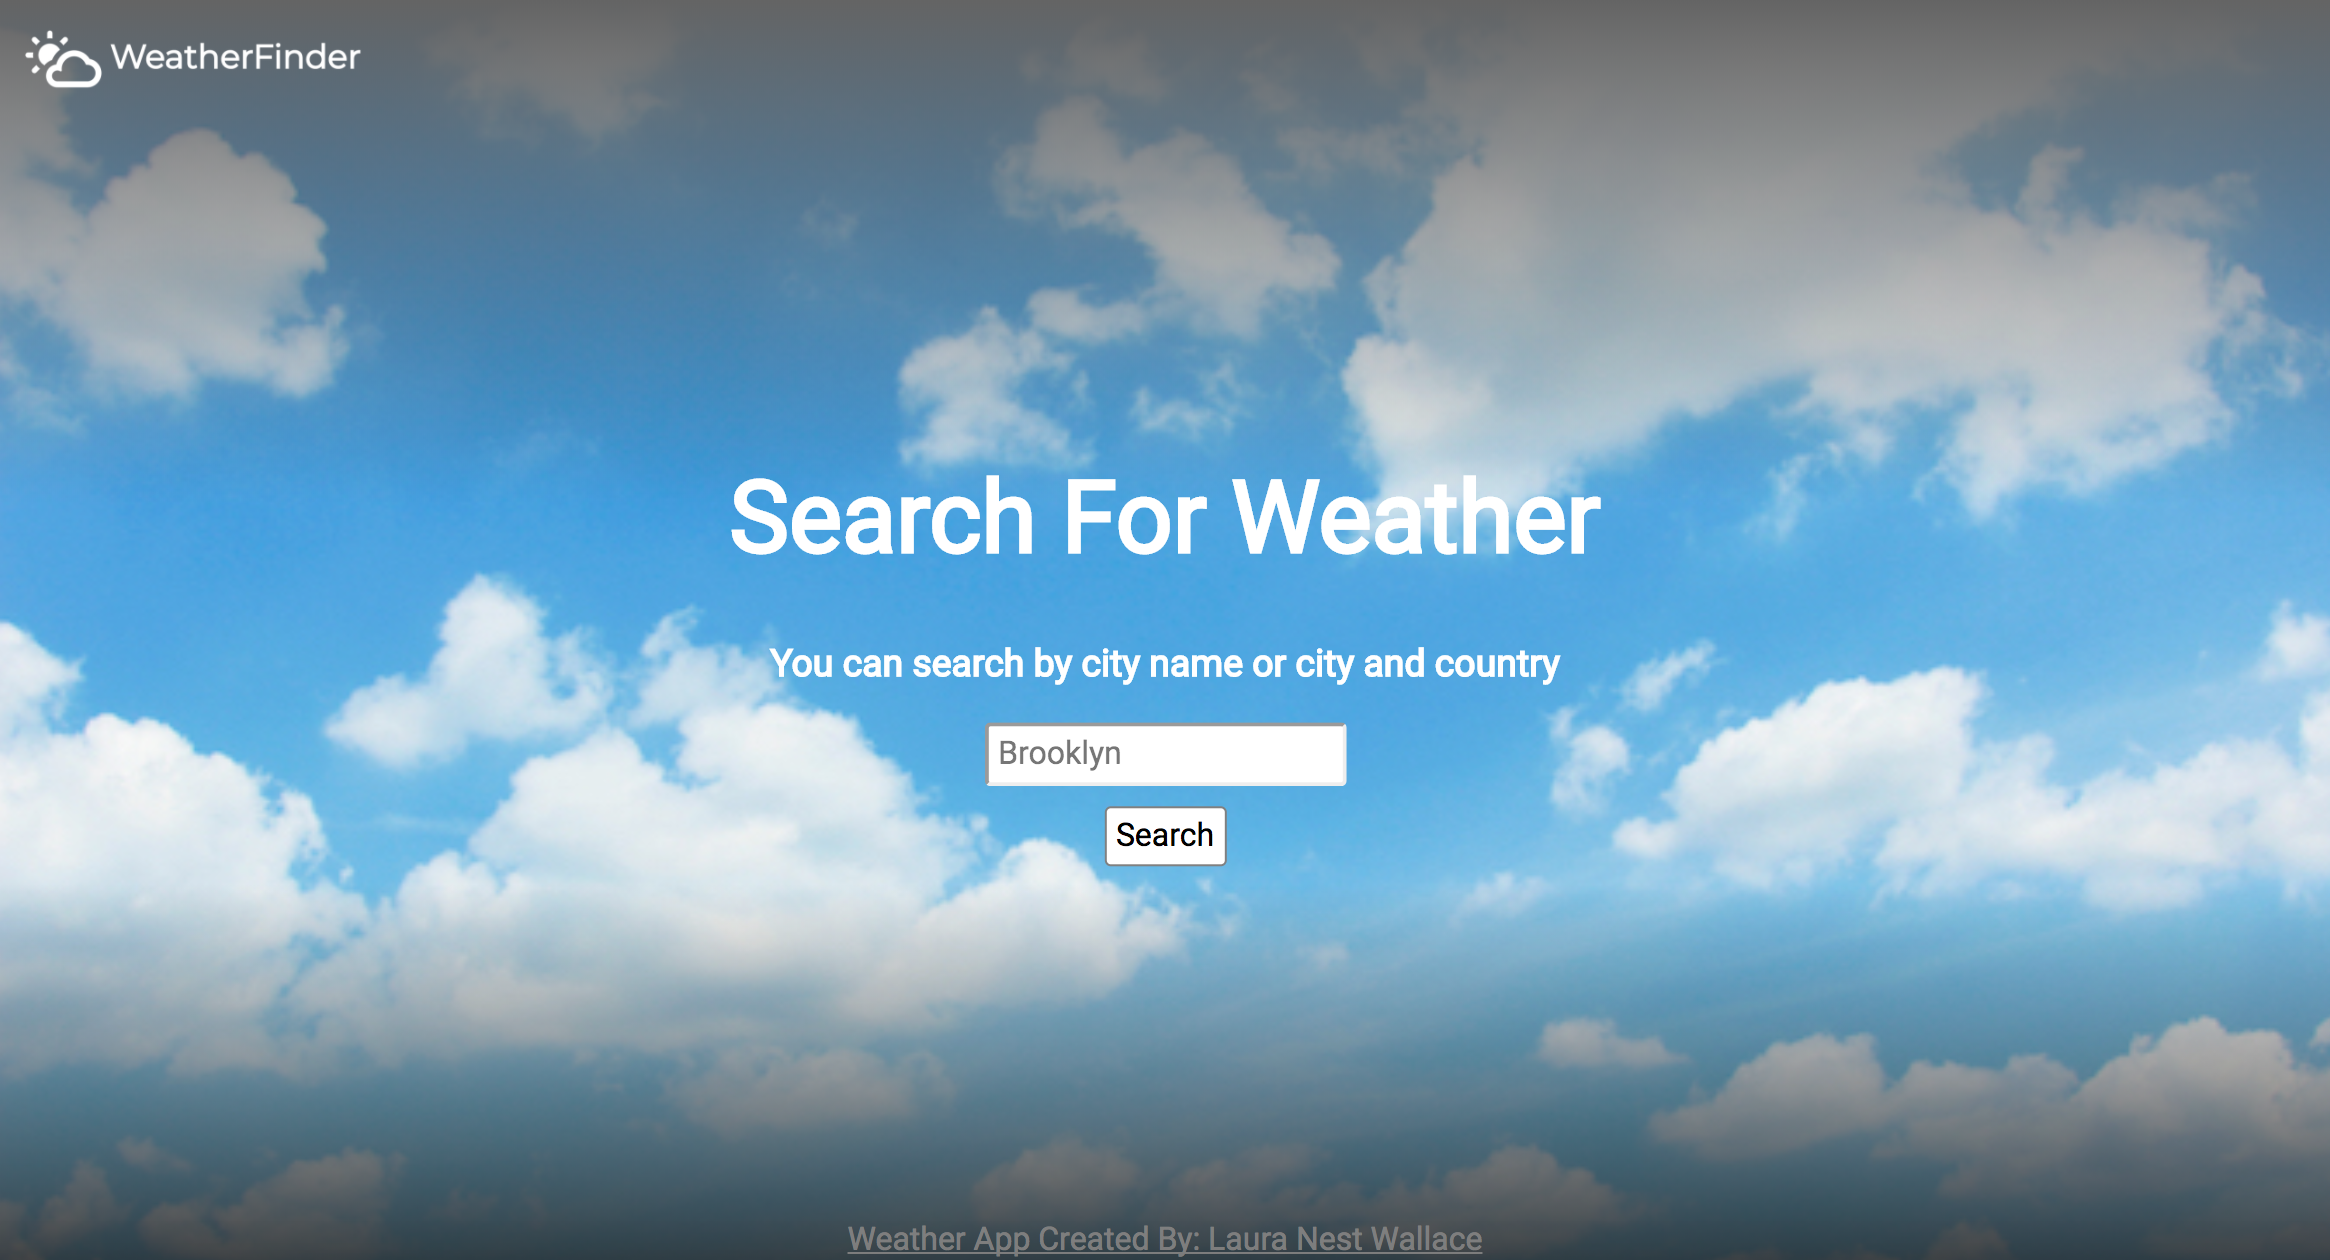 WeatherFinder
Search For Weather
You can search by city name or city and country
Brooklyn
Search
Weather App Created By: Laura Nest Wallace